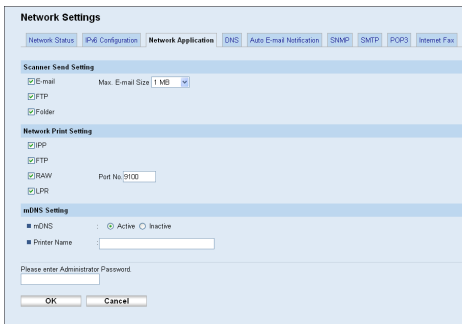 Network Settings
Network Status IPv6 Configuration Network Application DNS Auto E-mail Notification SNMP SMTP POP3 Internet Fax
Scanner Send Setting
E-mail Max. E-mail Size 1 MB
FTP
Folder
Network Print Setting
IPP
FTP
RAW Port No. 9100
LPR
mDNS Setting
mDNS : Active Inactive
Printer Name :
Please enter Administrator Password.
OK Cancel